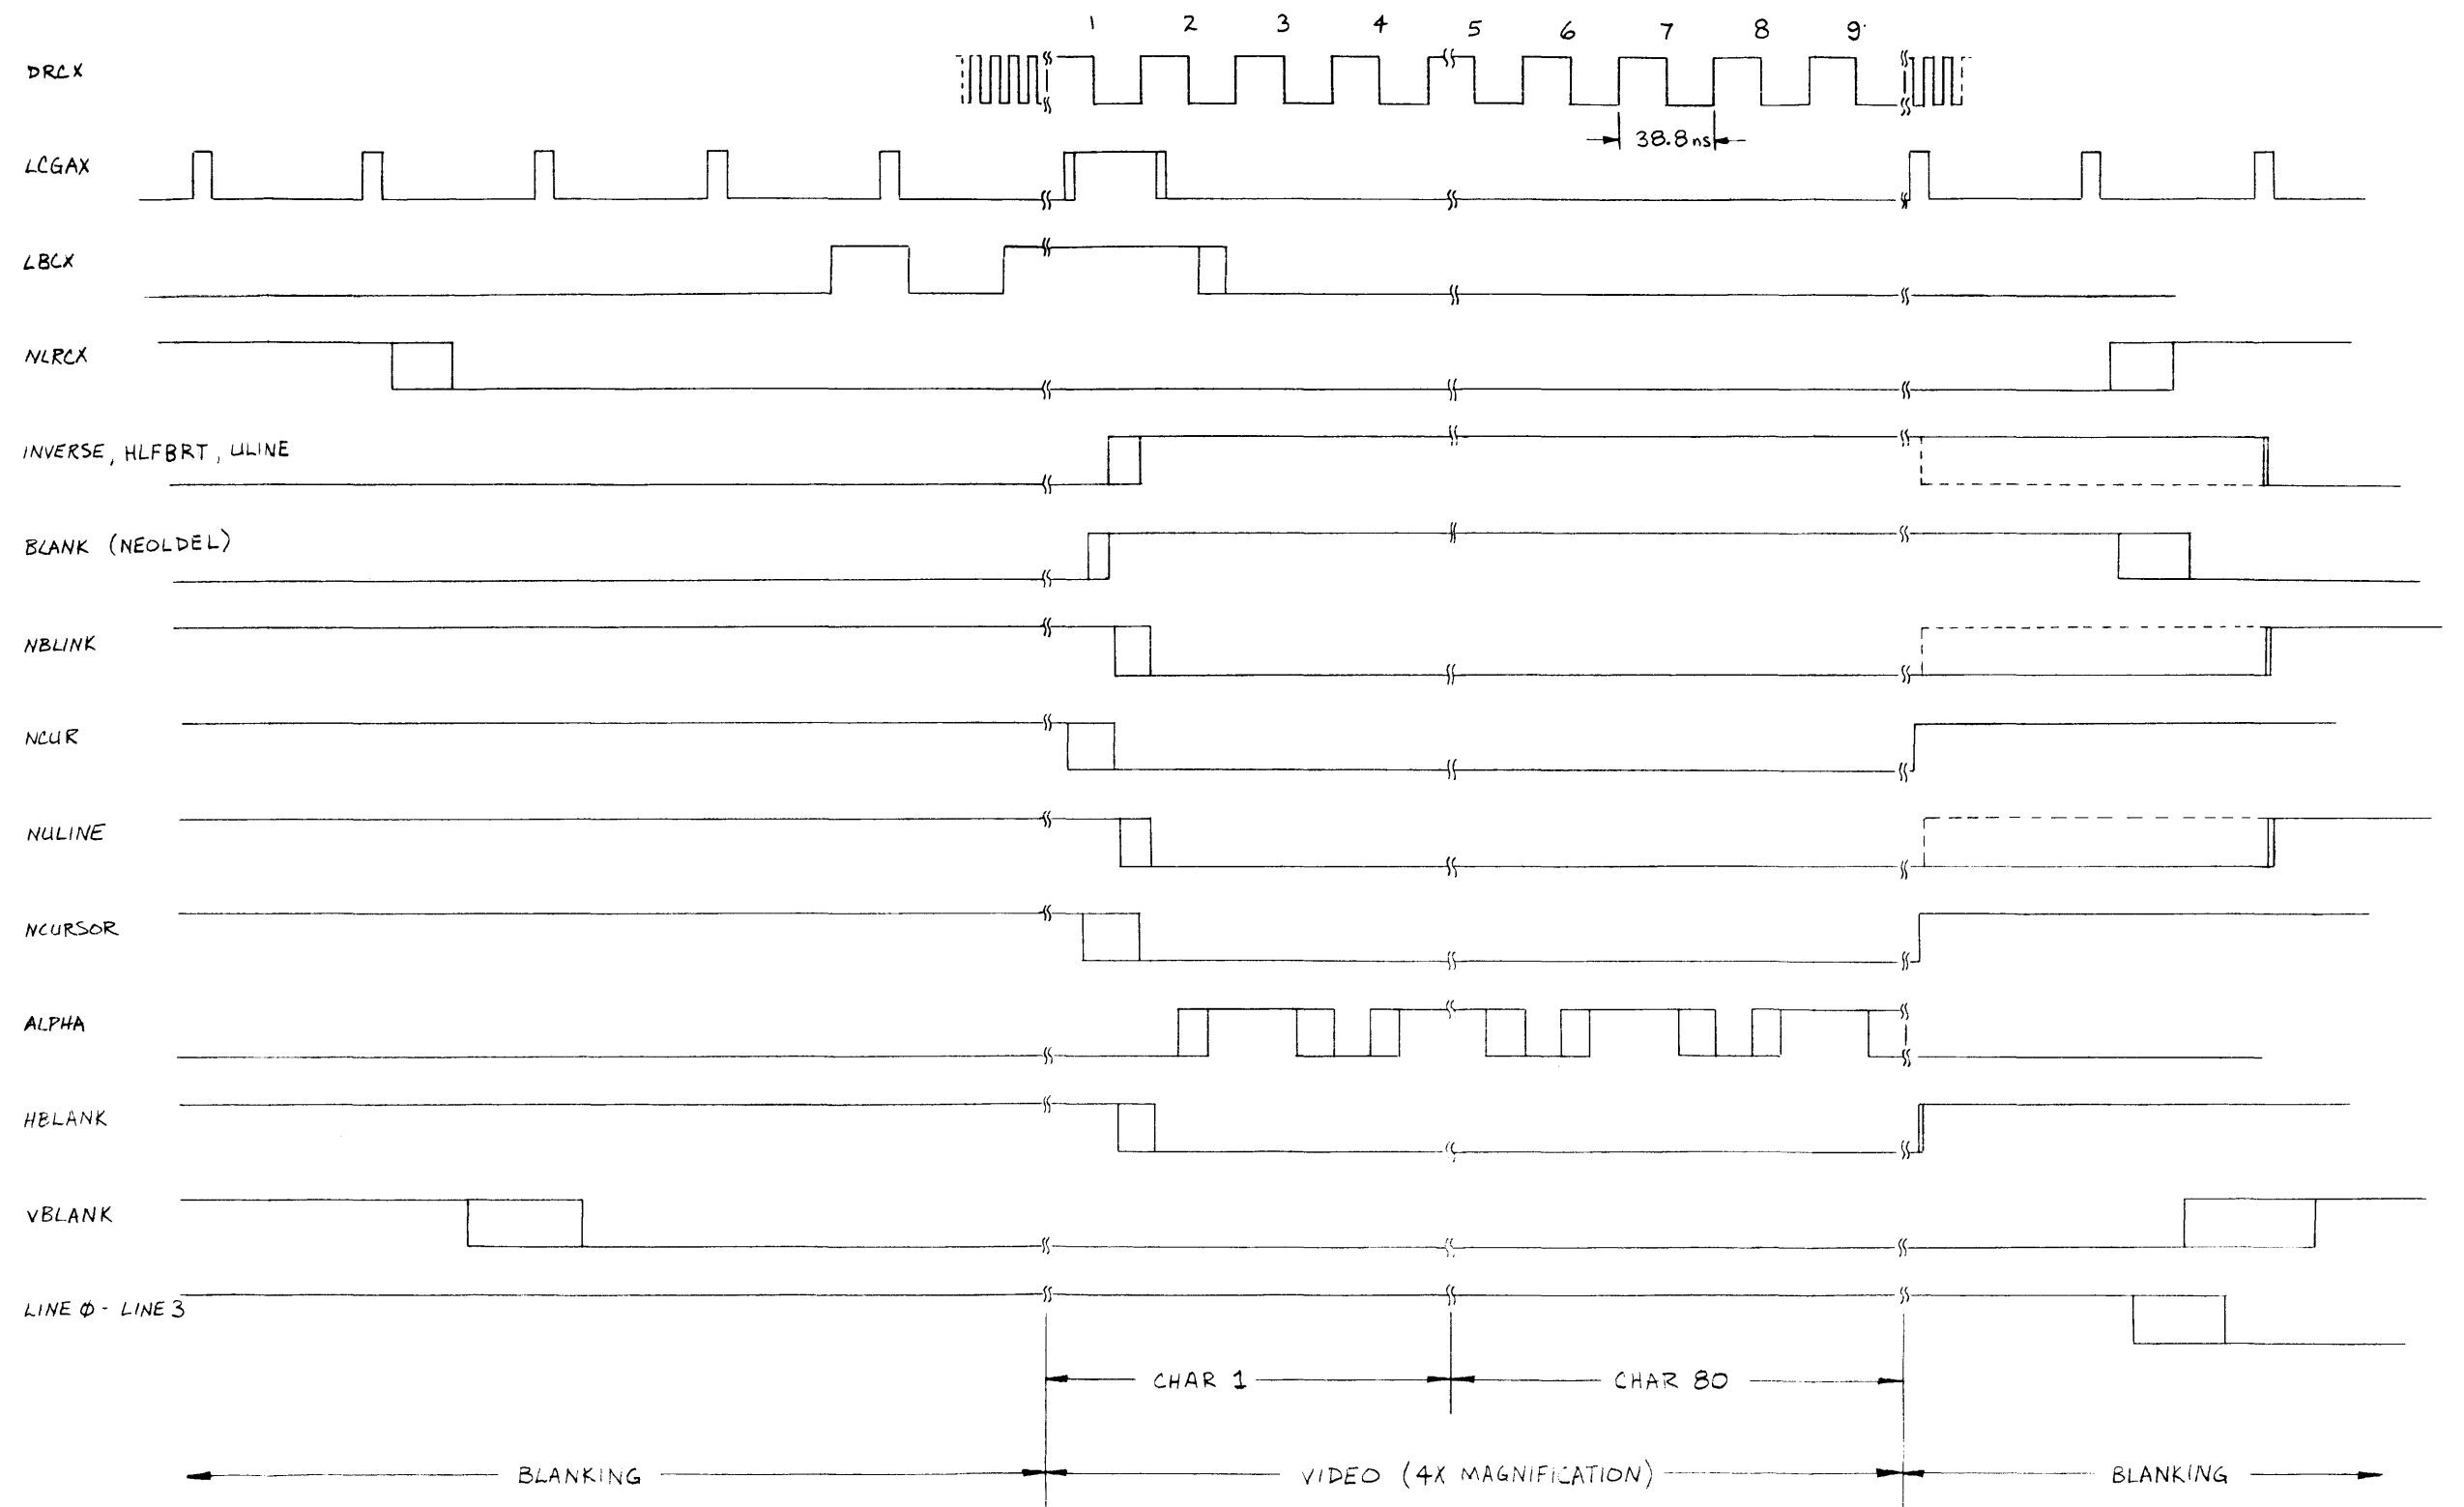 1 2 3 4 5 6 7 8 9
DRCX
38.8ns
LCGAX
LBCX
NLRCX
INVERSE, HLFBRT, ULINE
BLANK (NEOLDEL)
NBLINK
NCUR
NULINE
NCURSOR
ALPHA
HBLANK
VBLANK
LINE Ø - LINE 3
CHAR 1 CHAR 80
BLANKING VIDEO (4X MAGNIFICATION) BLANKING